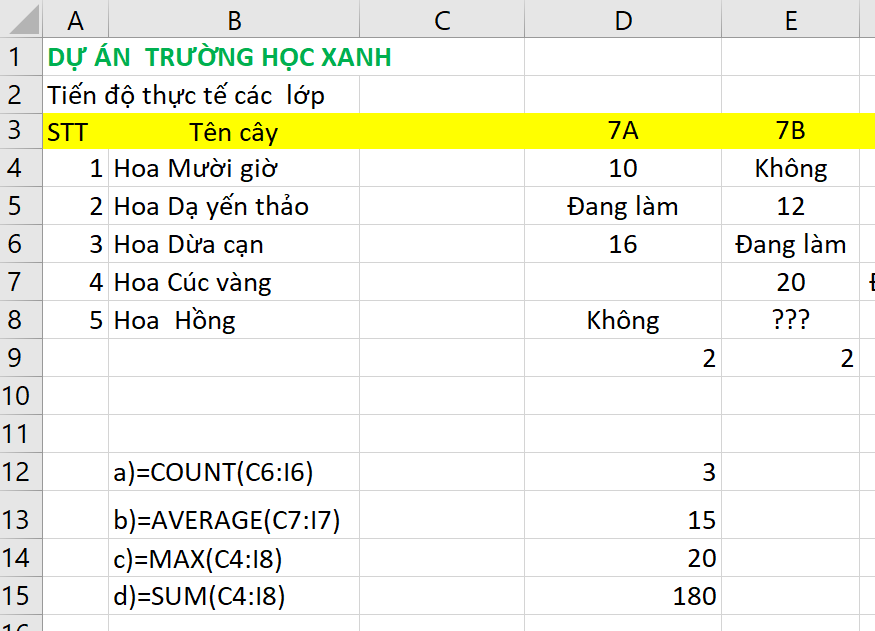 A B C D E
1 DỰ ÁN TRƯỜNG HỌC XANH
2 Tiến độ thực tế các lớp
3 STT Tên cây 7A 7B
4 1 Hoa Mười giờ 10 Không
5 2 Hoa Dạ yến thảo Đang làm 12
6 3 Hoa Dừa cạn 16 Đang làm
7 4 Hoa Cúc vàng 20
8 5 Hoa Hồng Không ???
9 2 2
10
11
12 a)=COUNT(C6:I6) 3
13 b)=AVERAGE(C7:I7) 15
14 c)=MAX(C4:I8) 20
15 d)=SUM(C4:I8) 180